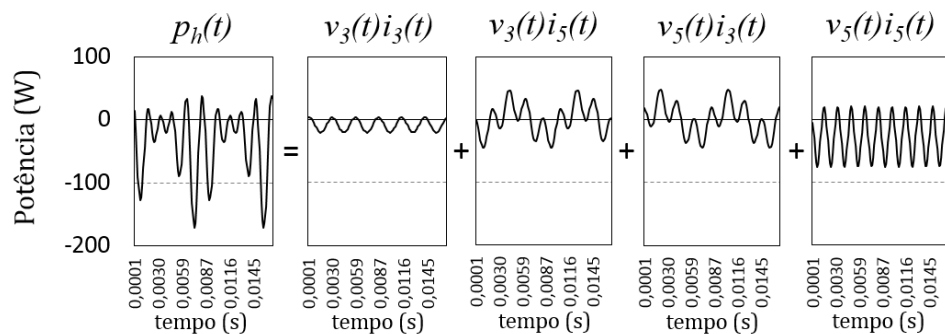 p_h(t) v_3(t)i_3(t) v_3(t)i_5(t) v_5(t)i_3(t) v_5(t)i_5(t)
Potência (W)
100
0
-100
-200
= + + +
0,0001 0,0030 0,0059 0,0087 0,0116 0,0145
0,0001 0,0030 0,0059 0,0087 0,0116 0,0145
0,0001 0,0030 0,0059 0,0087 0,0116 0,0145
0,0001 0,0030 0,0059 0,0087 0,0116 0,0145
0,0001 0,0030 0,0059 0,0087 0,0116 0,0145
tempo (s) tempo (s) tempo (s) tempo (s) tempo (s)